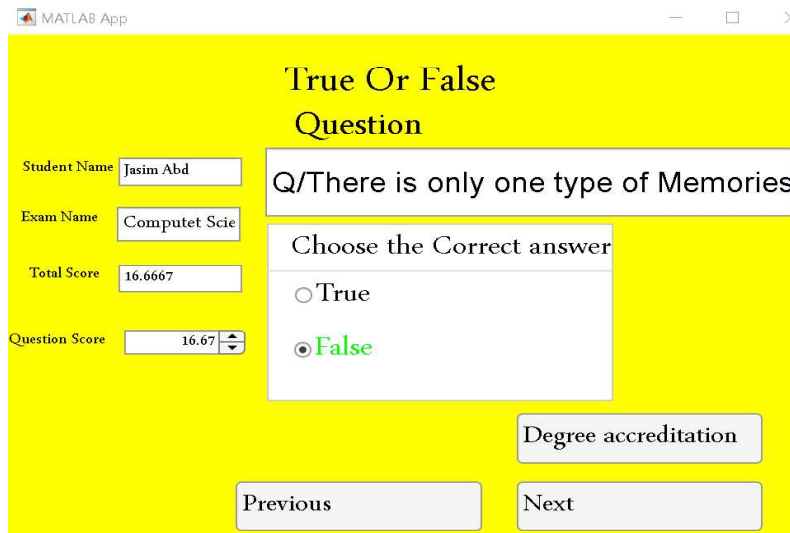 MATLAB App
True Or False
Question
Student Name Jasim Abd
Q/There is only one type of Memories
Exam Name Computet Scie
Choose the Correct answer
Total Score 16.6667
True
Question Score 16.67
False
Degree accreditation
Previous
Next